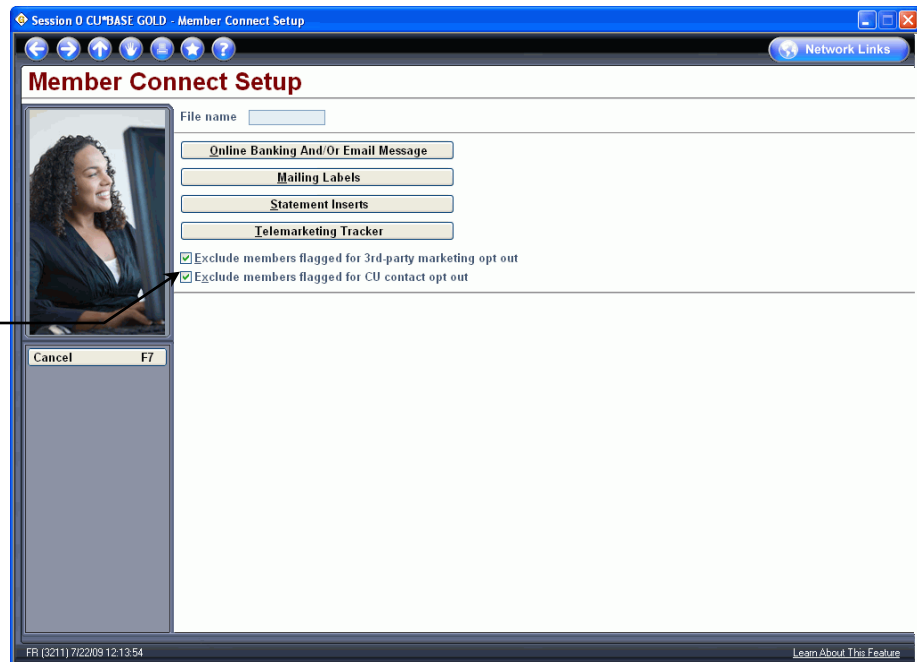 Session 0 CU*BASE GOLD - Member Connect Setup
Network Links
Member Connect Setup
File name
Online Banking And/Or Email Message
Mailing Labels
Statement Inserts
Telemarketing Tracker
Exclude members flagged for 3rd-party marketing opt out
Exclude members flagged for CU contact opt out
Cancel F7
FR (3211) 7/22/09 12:13:54
Learn About This Feature